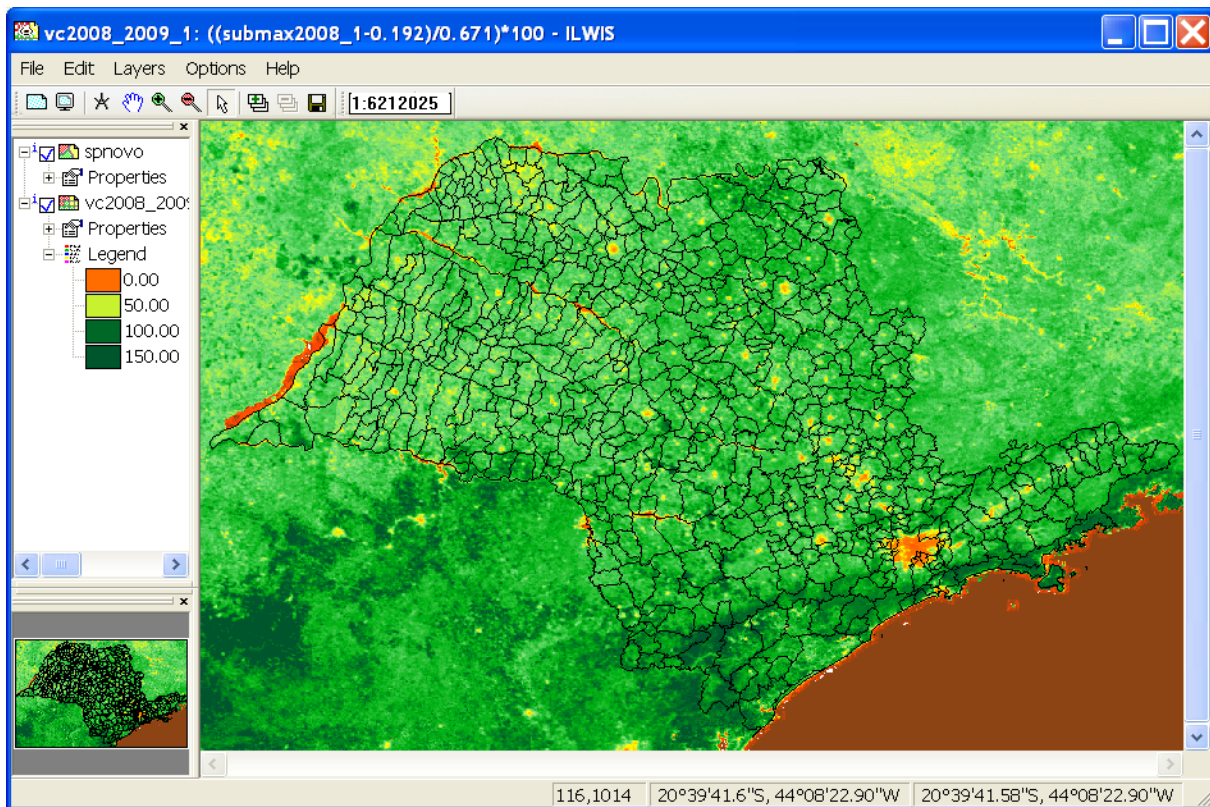 vc2008_2009_1: ((submax2008_1-0.192)/0.671)*100 - ILWIS
File Edit Layers Options Help
1:6212025
spnovo
Properties
vc2008_200
Properties
Legend
0.00
50.00
100.00
150.00
116,1014 20°39'41.6"S, 44°08'22.90"W 20°39'41.58"S, 44°08'22.90"W